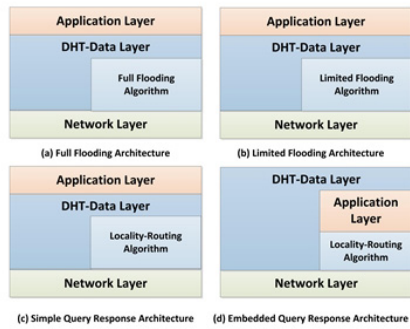 Application Layer
DHT-Data Layer
Full Flooding
Algorithm
Network Layer
(a) Full Flooding Architecture
Application Layer
DHT-Data Layer
Limited Flooding
Algorithm
Network Layer
(b) Limited Flooding Architecture
Application Layer
DHT-Data Layer
Locality-Routing
Algorithm
Network Layer
(c) Simple Query Response Architecture
DHT-Data Layer
Application
Layer
Locality-Routing
Algorithm
Network Layer
(d) Embedded Query Response Architecture